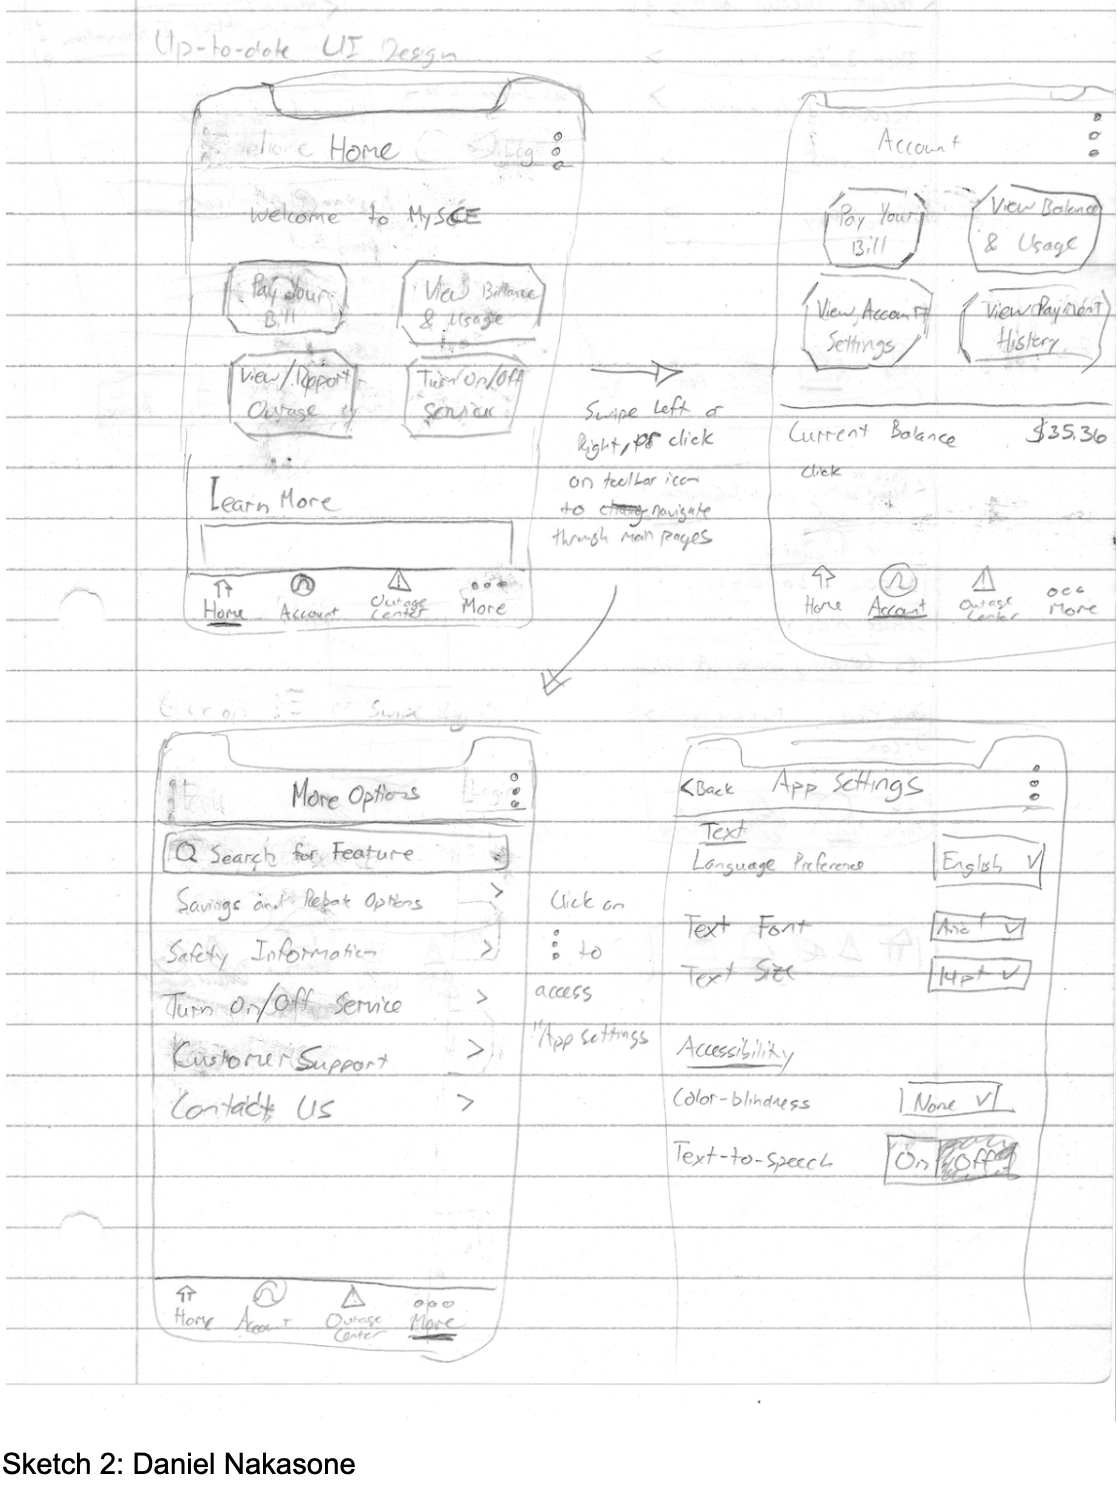 Up-to-date UI Design
Home
Welcome to MySCE
Pay Your
Bill
View Balance
& Usage
View/Report
Outage
Turn On/Off
Service
Learn More
Home
Account
Outage
Center
More
Swipe Left or
Right, or click
on toolbar icon
to navigate
through main pages
Account
Pay Your
Bill
View Balance
& Usage
View Account
Settings
View Payment
History
Current Balance $35.36
Click
Home
Account
Outage
Center
More
More Options
Search for Feature
Savings and Rebate Options >
Safety Information >
Turn On/Off Service >
Customer Support >
Contact Us >
Home
Account
Outage
Center
More
Click on
⋮ to
access
"App settings
<Back App Settings
Text
Language Preference English
Text Font Arial
Text Size 14pt
Accessibility
Color-blindness None
Text-to-speech On Off
Sketch 2: Daniel Nakasone